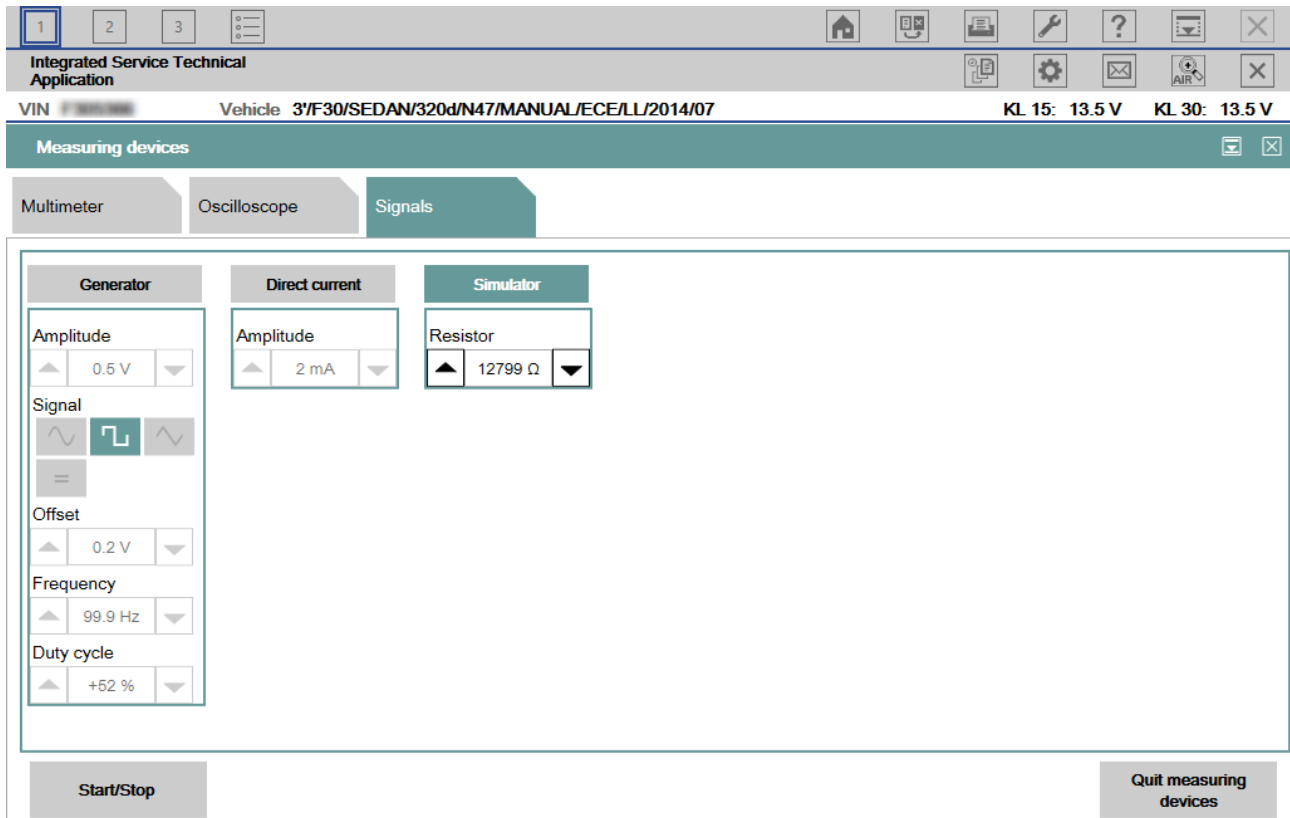 1 2 3 ?
Integrated Service Technical
Application
AIR
VIN Vehicle 3'/F30/SEDAN/320d/N47/MANUAL/ECE/LL/2014/07 KL 15: 13.5 V KL 30: 13.5 V
Measuring devices
Multimeter Oscilloscope Signals
Generator Direct current Simulator
Amplitude Amplitude Resistor
0.5 V 2 mA 12799 Ω
Signal
=
Offset
0.2 V
Frequency
99.9 Hz
Duty cycle
+52 %
Start/Stop Quit measuring
devices